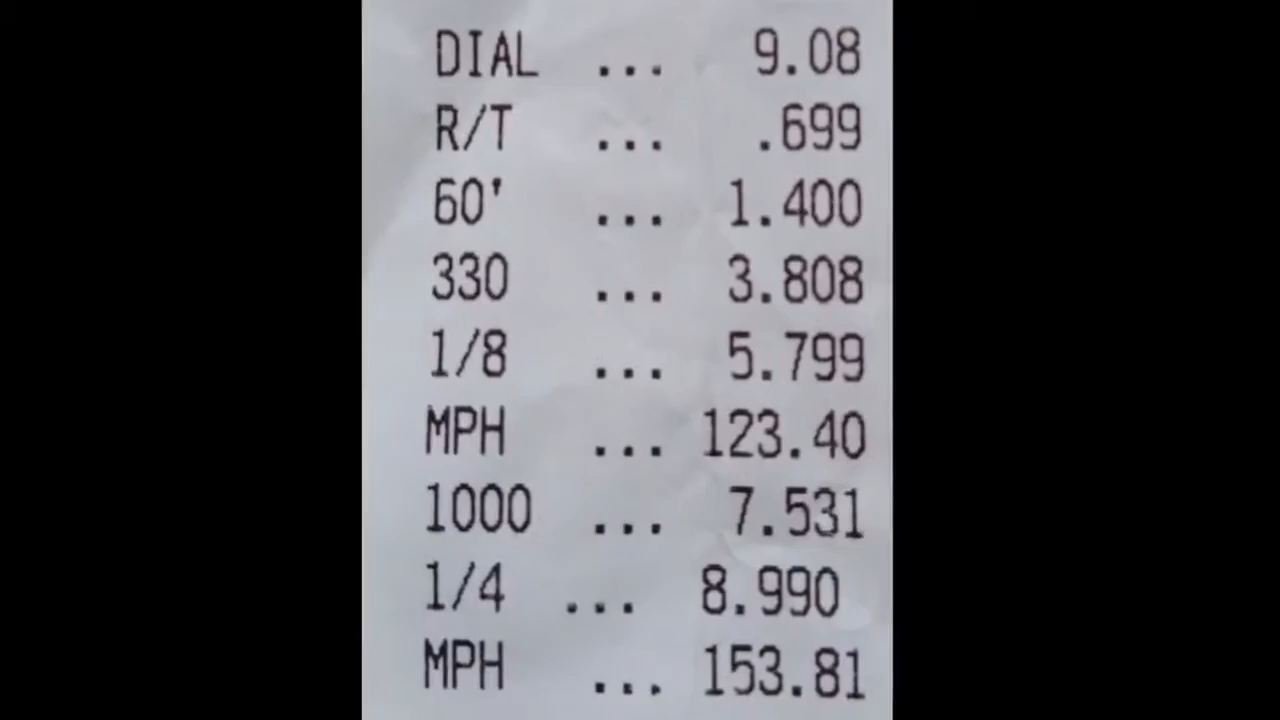 DIAL ... 9.08
R/T ... .699
60' ... 1.400
330 ... 3.808
1/8 ... 5.799
MPH ... 123.40
1000 ... 7.531
1/4 ... 8.990
MPH ... 153.81